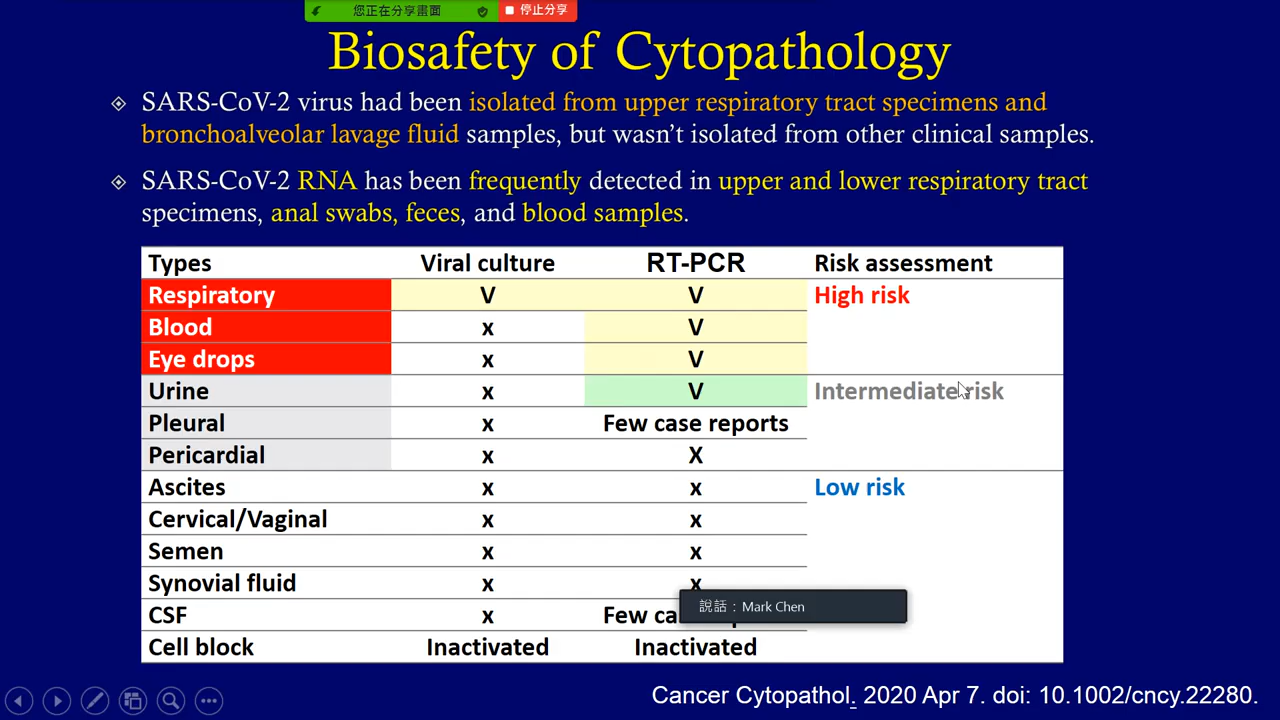 您正在分享畫面 停止分享
Biosafety of Cytopathology
SARS-CoV-2 virus had been isolated from upper respiratory tract specimens and
bronchoalveolar lavage fluid samples, but wasn't isolated from other clinical samples.
SARS-CoV-2 RNA has been frequently detected in upper and lower respiratory tract
specimens, anal swabs, feces, and blood samples.
Types Viral culture RT-PCR Risk assessment
Respiratory V V High risk
Blood x V
Eye drops x V
Urine x V Intermediate risk
Pleural x Few case reports
Pericardial x X
Ascites x x Low risk
Cervical/Vaginal x x
Semen x x
Synovial fluid x x
說話：Mark Chen
CSF x Few
Cell block Inactivated Inactivated
Cancer Cytopathol. 2020 Apr 7. doi: 10.1002/cncy.22280.